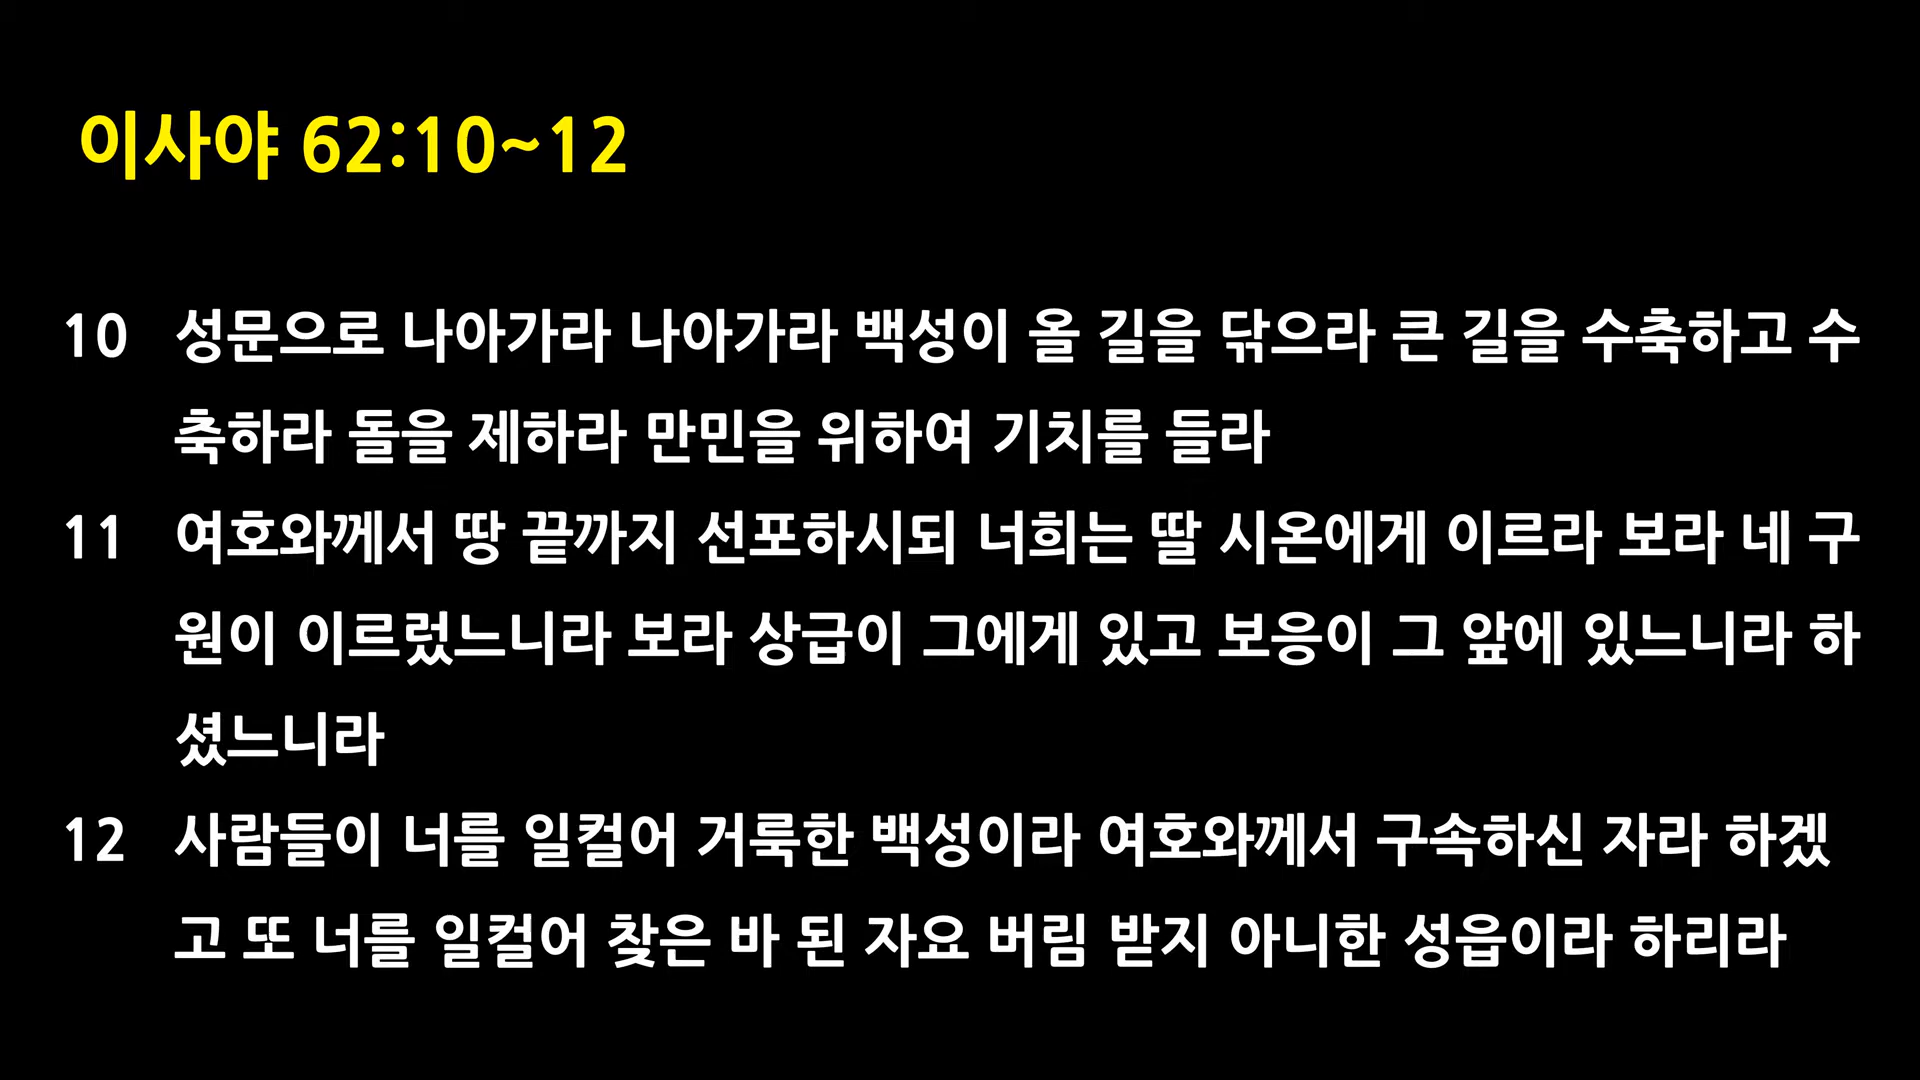 이사야 62:10~12
10 성문으로 나아가라 나아가라 백성이 올 길을 닦으라 큰 길을 수축하고 수
축하라 돌을 제하라 만민을 위하여 기치를 들라
11 여호와께서 땅 끝까지 선포하시되 너희는 딸 시온에게 이르라 보라 네 구
원이 이르렀느니라 보라 상급이 그에게 있고 보응이 그 앞에 있느니라 하
셨느니라
12 사람들이 너를 일컬어 거룩한 백성이라 여호와께서 구속하신 자라 하겠
고 또 너를 일컬어 찾은 바 된 자요 버림 받지 아니한 성읍이라 하리라